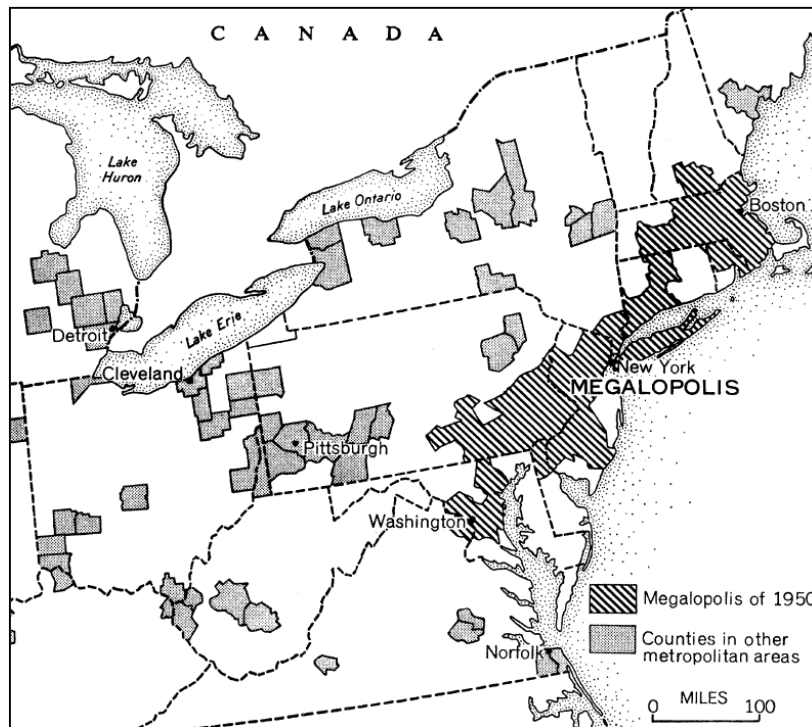 CANADA
Lake
Huron
Lake Ontario
Boston
Detroit
Lake Erie
Cleveland
New York
MEGALOPOLIS
Pittsburgh
Washington
Megalopolis of 1950
Counties in other
metropolitan areas
Norfolk
MILES
0 100